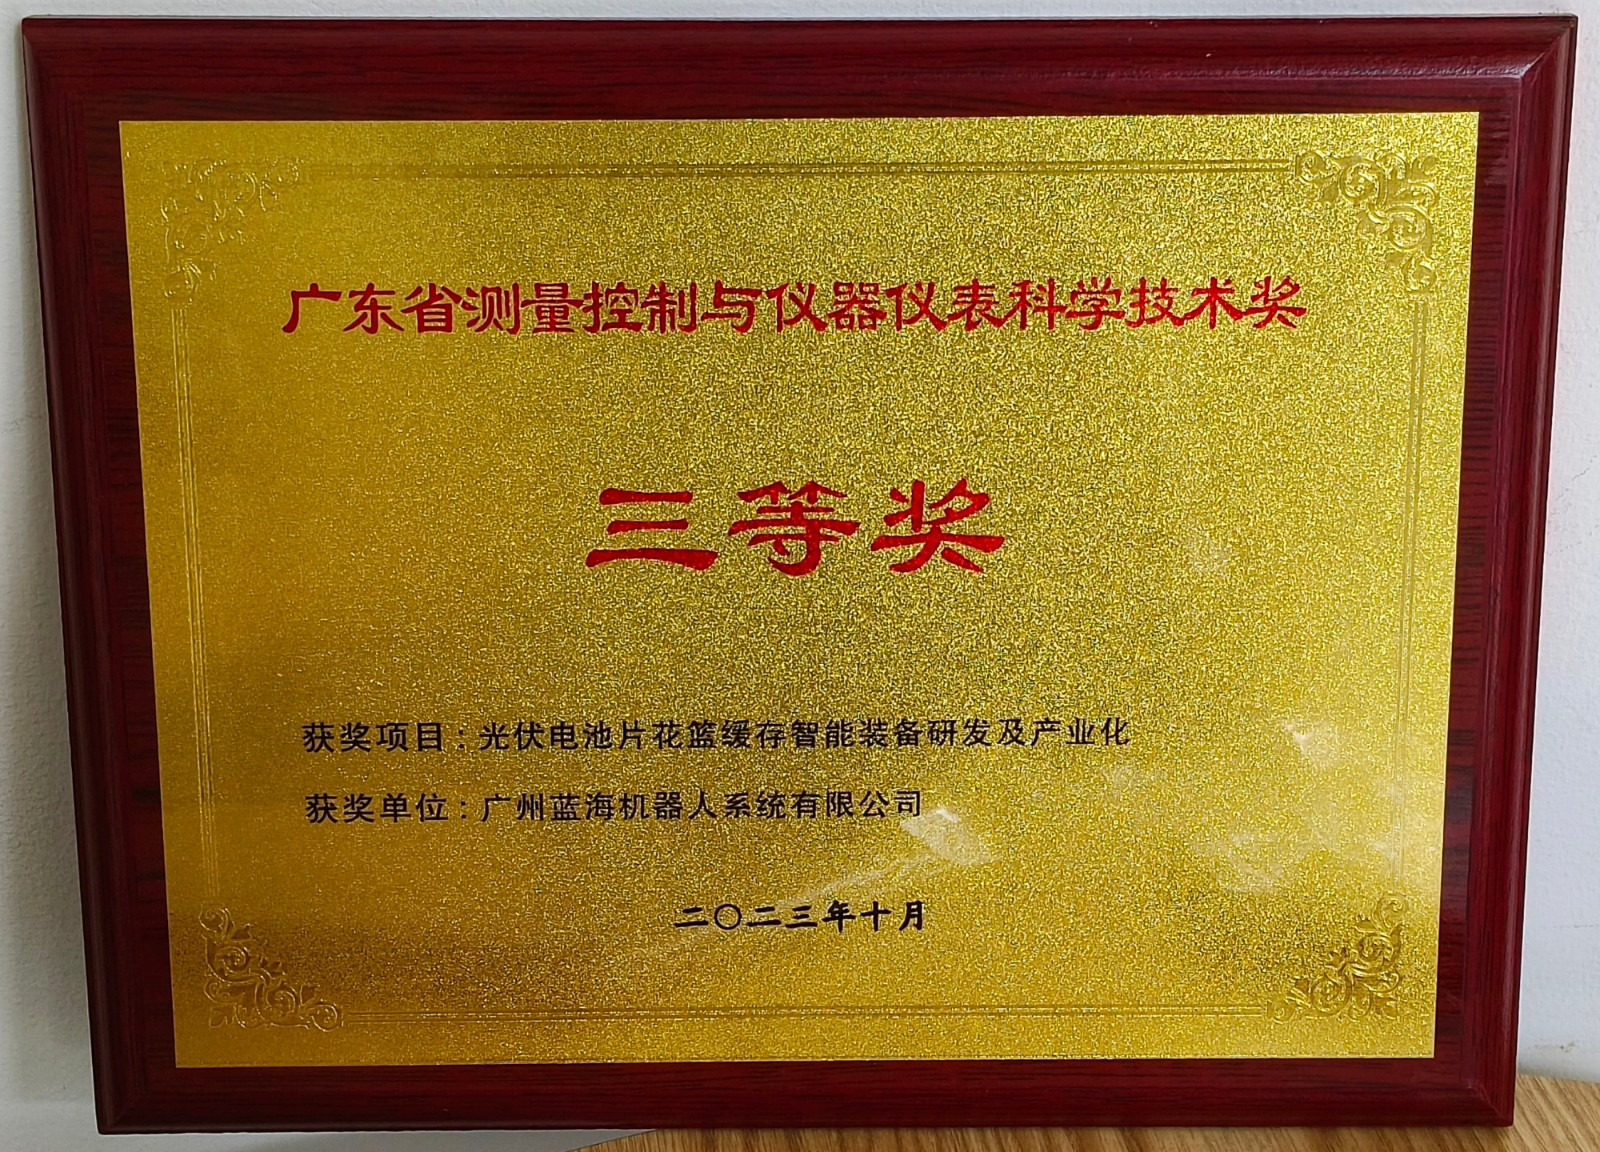 广东省测量控制与仪器仪表科学技术奖
三等奖
获奖项目：光伏电池片花篮缓存智能装备研发及产业化
获奖单位：广州蓝海机器人系统有限公司
二〇二三年十月